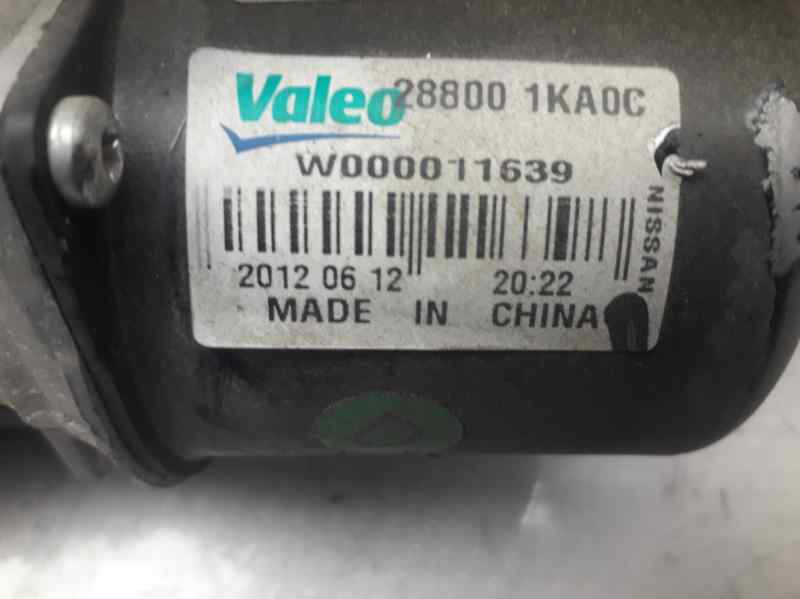 Valeo 28800 1KA0C
W000011639
2012 06 12 20:22
MADE IN CHINA
NISSAN